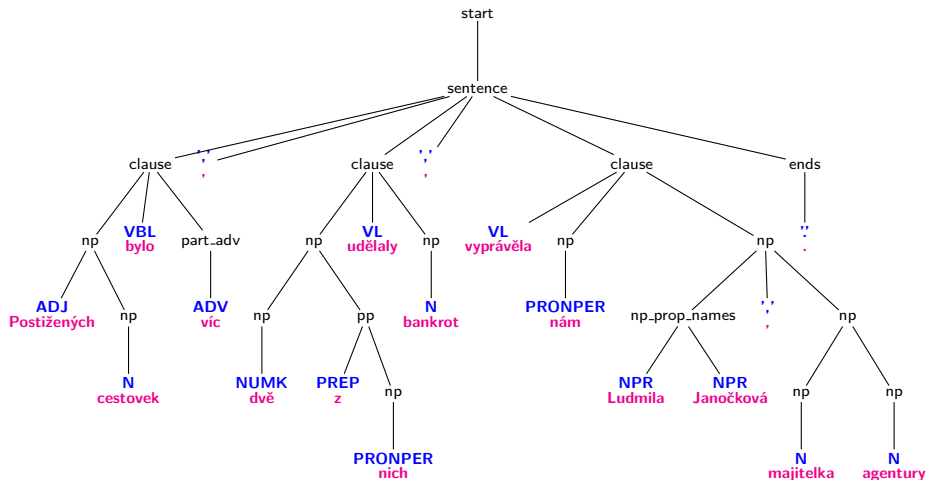 start
sentence
clause ',' clause ',' clause ends
,
,
VBL
bylo
VL
udělaly
VL
vyprávěla
np part_adv np np np np '.'
.
ADJ
Postižených
np
ADV
víc
np pp
N
bankrot
PRONPER
nám
np_prop_names ',' np
,
N
cestovek
NUMK
dvě
PREP
z
np
NPR
Ludmila
NPR
Janočková
np np
PRONPER
nich
N
majitelka
N
agentury